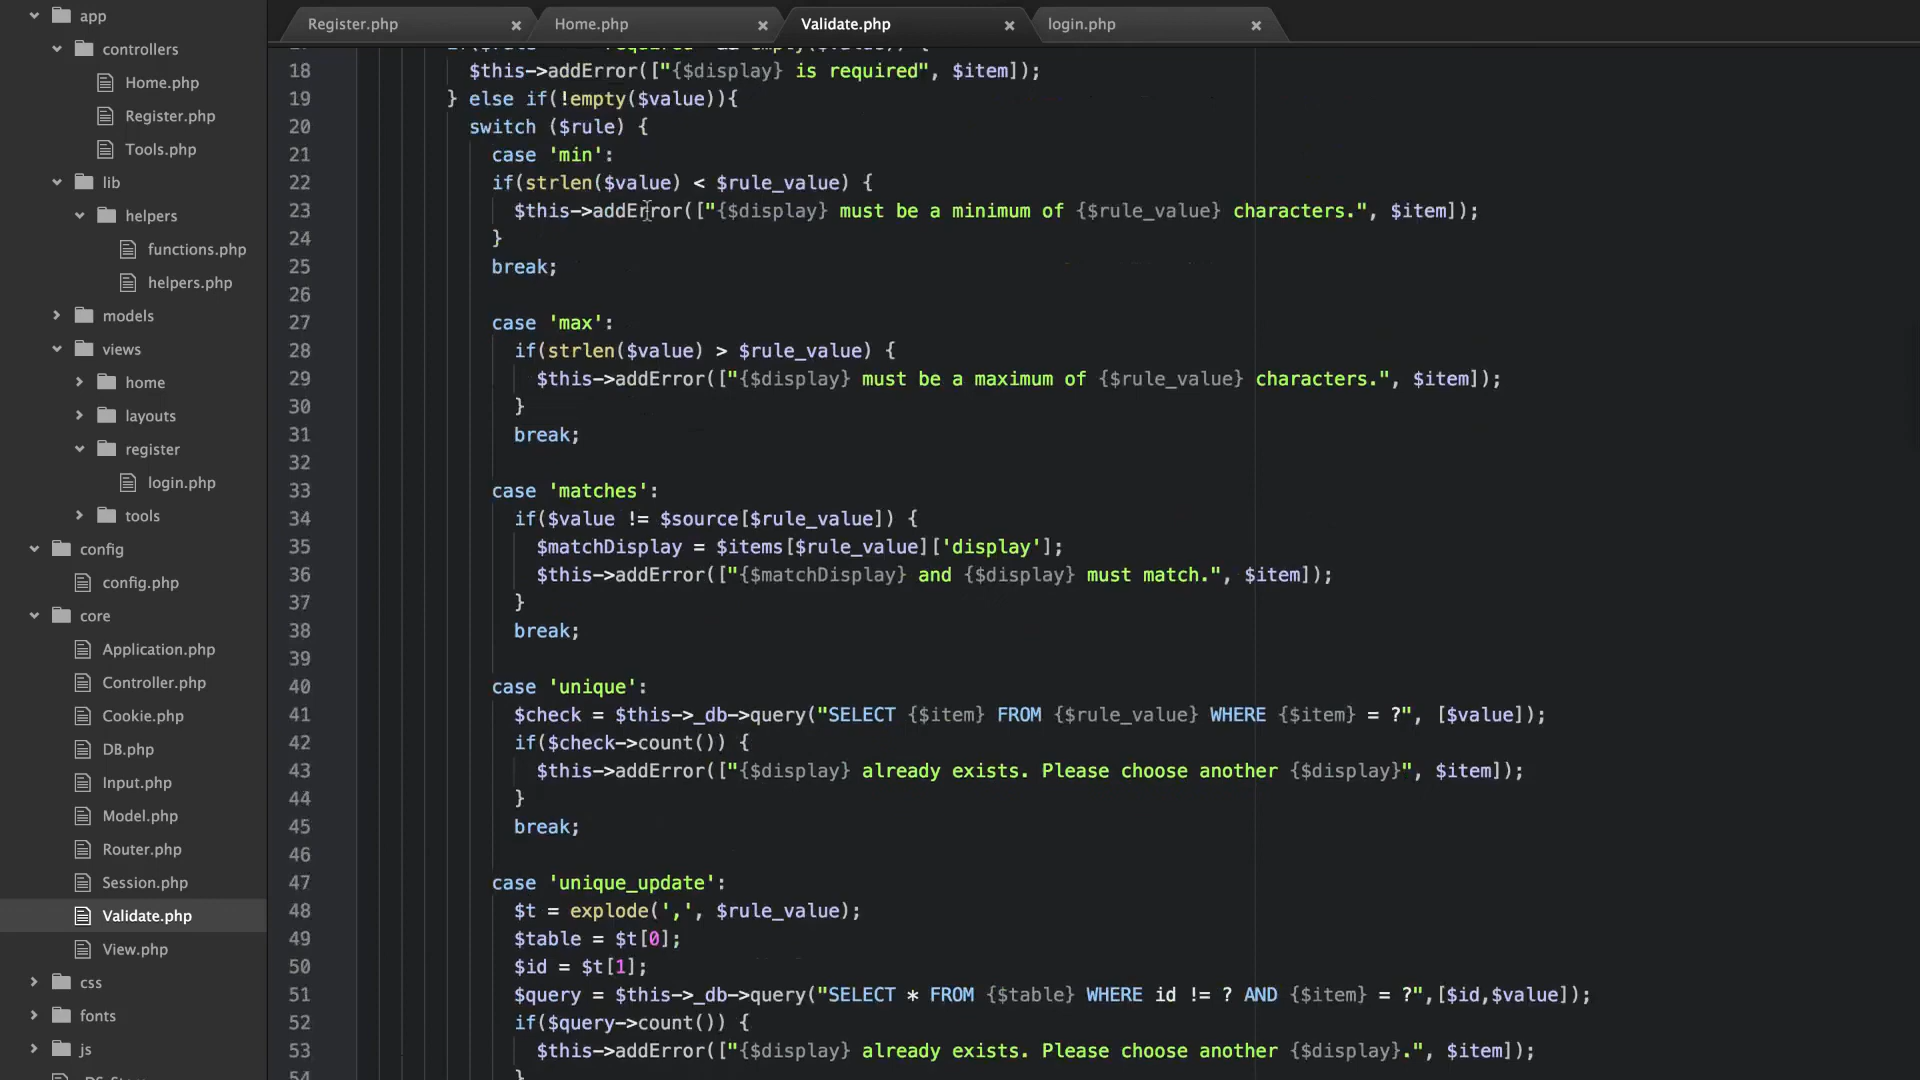 app
controllers
Home.php
Register.php
Tools.php
lib
helpers
functions.php
helpers.php
models
views
home
layouts
register
login.php
tools
config
config.php
core
Application.php
Controller.php
Cookie.php
DB.php
Input.php
Model.php
Router.php
Session.php
Validate.php
View.php
css
fonts
js
Register.php × Home.php × Validate.php × login.php ×
18 $this->addError(["{$display} is required", $item]);
19 } else if(!empty($value)){
20 switch ($rule) {
21 case 'min':
22 if(strlen($value) < $rule_value) {
23 $this->addError(["{$display} must be a minimum of {$rule_value} characters.", $item]);
24 }
25 break;
26
27 case 'max':
28 if(strlen($value) > $rule_value) {
29 $this->addError(["{$display} must be a maximum of {$rule_value} characters.", $item]);
30 }
31 break;
32
33 case 'matches':
34 if($value != $source[$rule_value]) {
35 $matchDisplay = $items[$rule_value]['display'];
36 $this->addError(["{$matchDisplay} and {$display} must match.", $item]);
37 }
38 break;
39
40 case 'unique':
41 $check = $this->_db->query("SELECT {$item} FROM {$rule_value} WHERE {$item} = ?", [$value]);
42 if($check->count()) {
43 $this->addError(["{$display} already exists. Please choose another {$display}", $item]);
44 }
45 break;
46
47 case 'unique_update':
48 $t = explode(',', $rule_value);
49 $table = $t[0];
50 $id = $t[1];
51 $query = $this->_db->query("SELECT * FROM {$table} WHERE id != ? AND {$item} = ?",[$id,$value]);
52 if($query->count()) {
53 $this->addError(["{$display} already exists. Please choose another {$display}.", $item]);
54 }